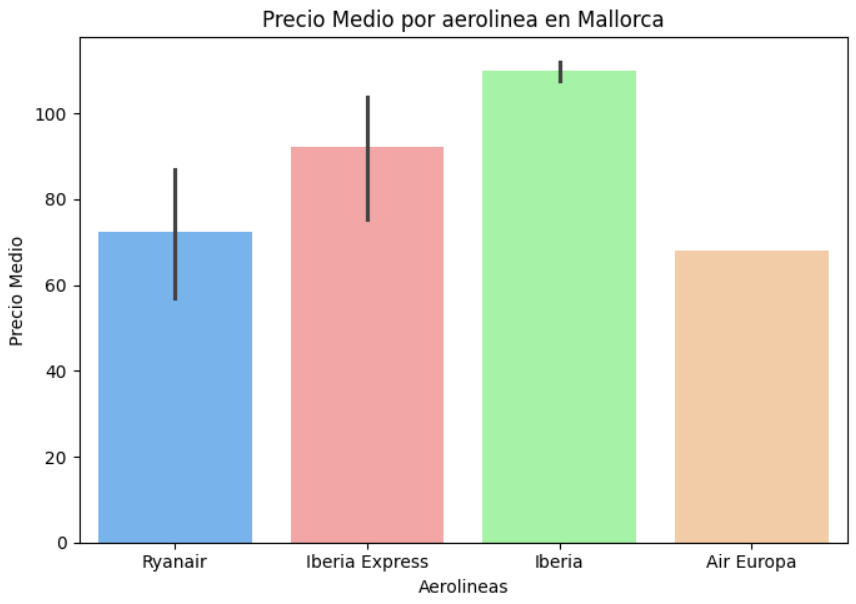 Precio Medio por aerolinea en Mallorca
Precio Medio
100
80
60
40
20
0
Ryanair
Iberia Express
Iberia
Air Europa
Aerolineas